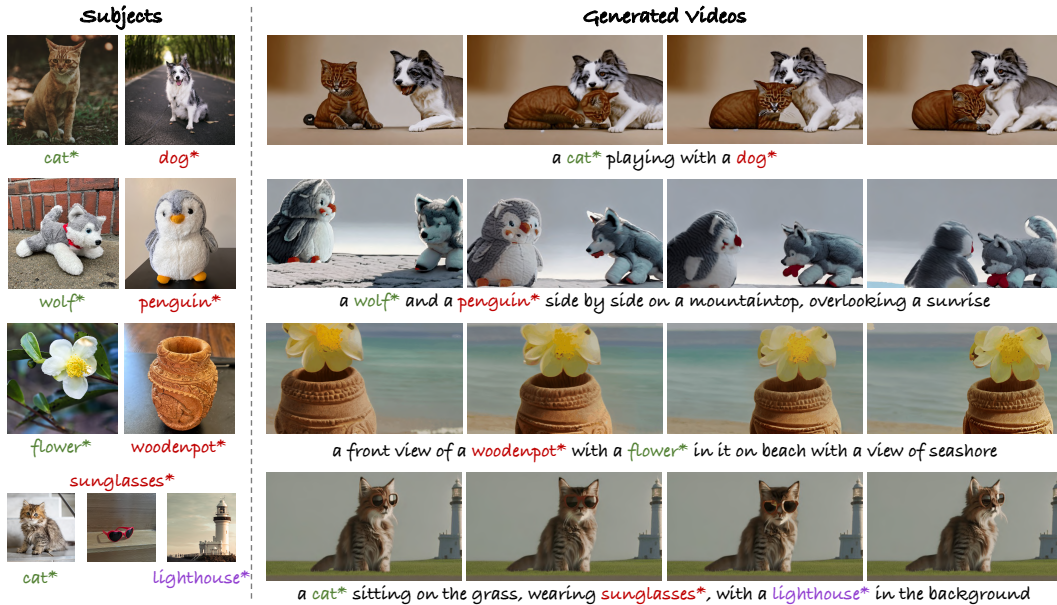 Subjects
Generated Videos
cat*
dog*
a cat* playing with a dog*
wolf*
penguin*
a wolf* and a penguin* side by side on a mountaintop, overlooking a sunrise
flower*
woodenpot*
a front view of a woodenpot* with a flower* in it on beach with a view of seashore
sunglasses*
cat*
lighthouse*
a cat* sitting on the grass, wearing sunglasses*, with a lighthouse* in the background